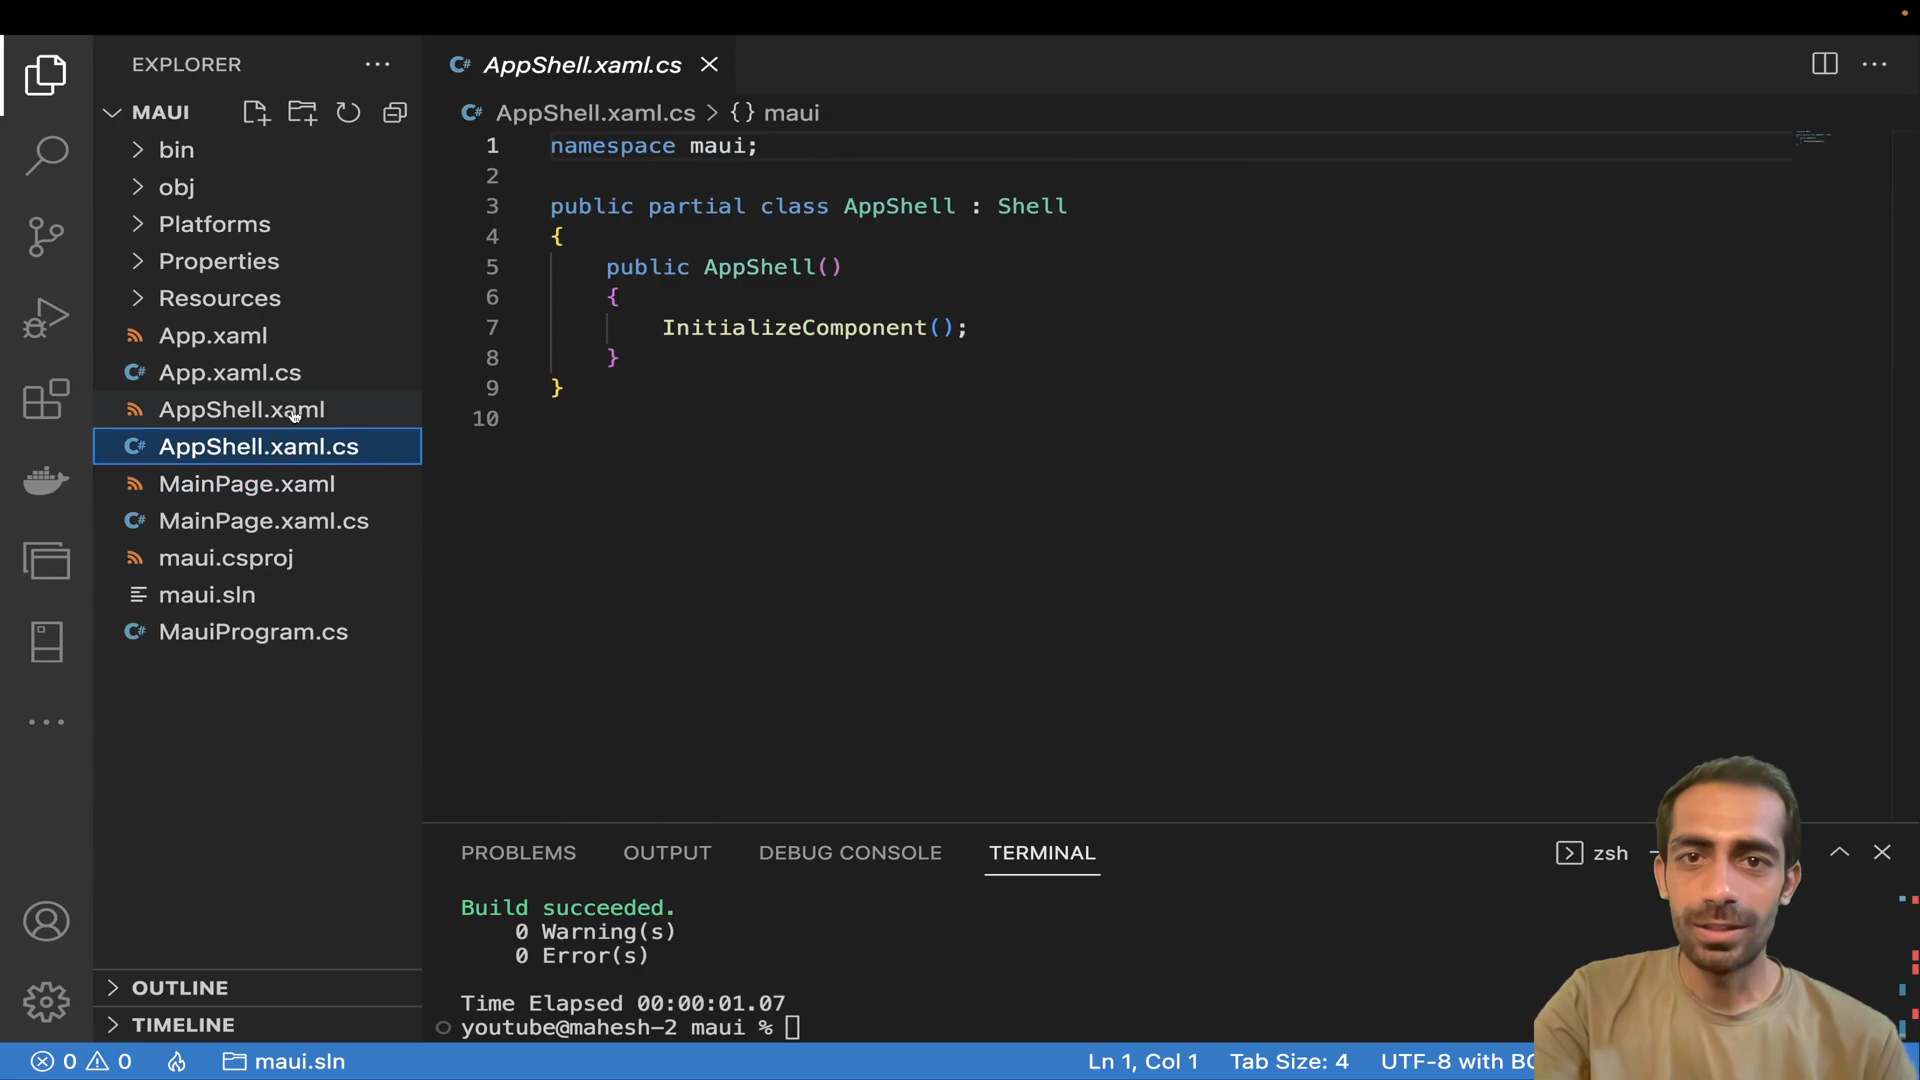 EXPLORER
MAUI
bin
obj
Platforms
Properties
Resources
App.xaml
C# App.xaml.cs
AppShell.xaml
C# AppShell.xaml.cs
MainPage.xaml
C# MainPage.xaml.cs
maui.csproj
maui.sln
C# MauiProgram.cs
OUTLINE
TIMELINE
C# AppShell.xaml.cs
C# AppShell.xaml.cs > {} maui
1 namespace maui;
2
3 public partial class AppShell : Shell
4 {
5 public AppShell()
6 {
7 InitializeComponent();
8 }
9 }
10
PROBLEMS OUTPUT DEBUG CONSOLE TERMINAL
zsh
Build succeeded.
0 Warning(s)
0 Error(s)
Time Elapsed 00:00:01.07
youtube@mahesh-2 maui %
0 0 maui.sln Ln 1, Col 1 Tab Size: 4 UTF-8 with BO